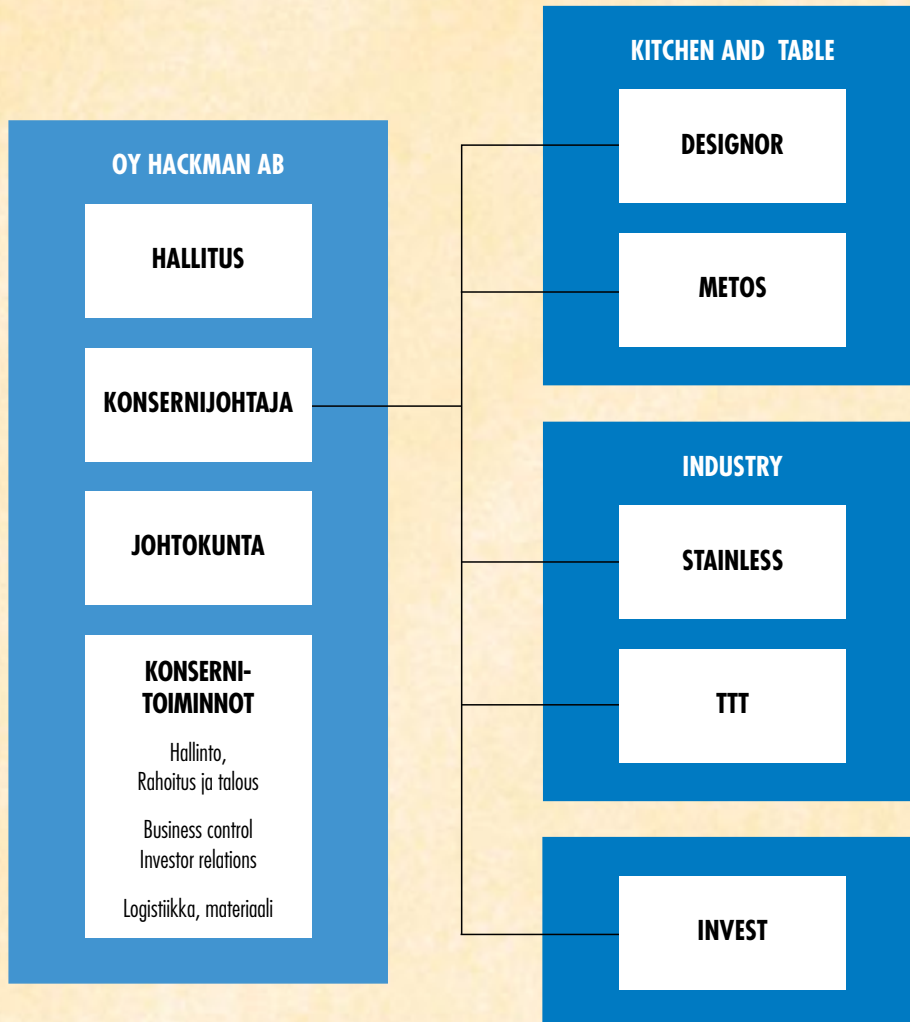 OY HACKMAN AB
HALLITUS
KONSERNIJOHTAJA
JOHTOKUNTA
KONSERNI-
TOIMINNOT
Hallinto,
Rahoitus ja talous
Business control
Investor relations
Logistiikka, materiaali
KITCHEN AND TABLE
DESIGNOR
METOS
INDUSTRY
STAINLESS
TTT
INVEST